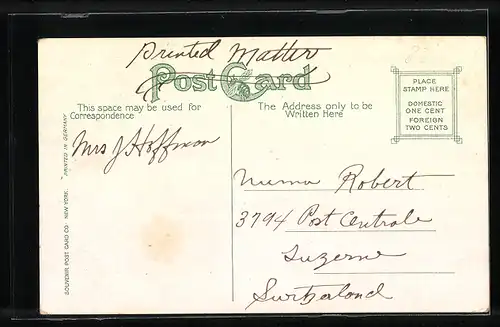 Printed Matter
Post Card
This space may be used for
Correspondence
The Address only to be
Written Here
PLACE
STAMP HERE
DOMESTIC
ONE CENT
FOREIGN
TWO CENTS
Mrs J Hoffman
Numa Robert
3794 Post Centrale
Luzerne
Switzerland
SOUVENIR POST CARD CO. NEW YORK.
PRINTED IN GERMANY